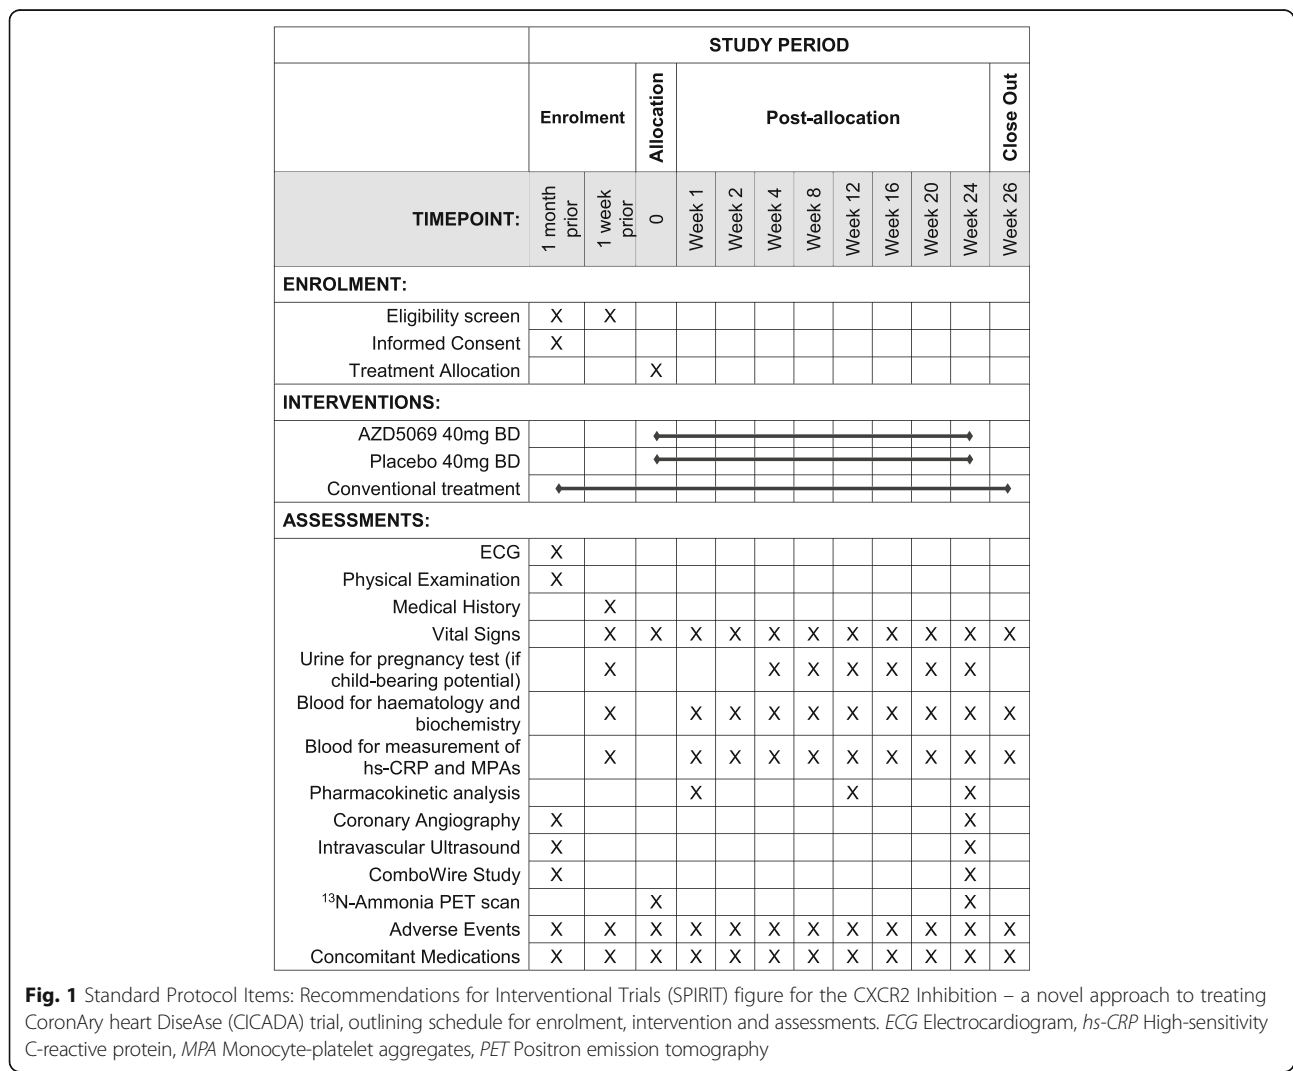 STUDY PERIOD
Enrolment Allocation Post-allocation Close Out
TIMEPOINT: 1 month prior 1 week prior 0 Week 1 Week 2 Week 4 Week 8 Week 12 Week 16 Week 20 Week 24 Week 26
ENROLMENT:
Eligibility screen X X
Informed Consent X
Treatment Allocation X
INTERVENTIONS:
AZD5069 40mg BD
Placebo 40mg BD
Conventional treatment
ASSESSMENTS:
ECG X
Physical Examination X
Medical History X
Vital Signs X X X X X X X X X X X
Urine for pregnancy test (if
child-bearing potential) X X X X X X X
Blood for haematology and
biochemistry X X X X X X X X X X
Blood for measurement of
hs-CRP and MPAs X X X X X X X X X X
Pharmacokinetic analysis X X X
Coronary Angiography X X
Intravascular Ultrasound X X
ComboWire Study X X
¹³N-Ammonia PET scan X X
Adverse Events X X X X X X X X X X X X
Concomitant Medications X X X X X X X X X X X X
Fig. 1 Standard Protocol Items: Recommendations for Interventional Trials (SPIRIT) figure for the CXCR2 Inhibition – a novel approach to treating
CoronAry heart DiseAse (CICADA) trial, outlining schedule for enrolment, intervention and assessments. ECG Electrocardiogram, hs-CRP High-sensitivity
C-reactive protein, MPA Monocyte-platelet aggregates, PET Positron emission tomography